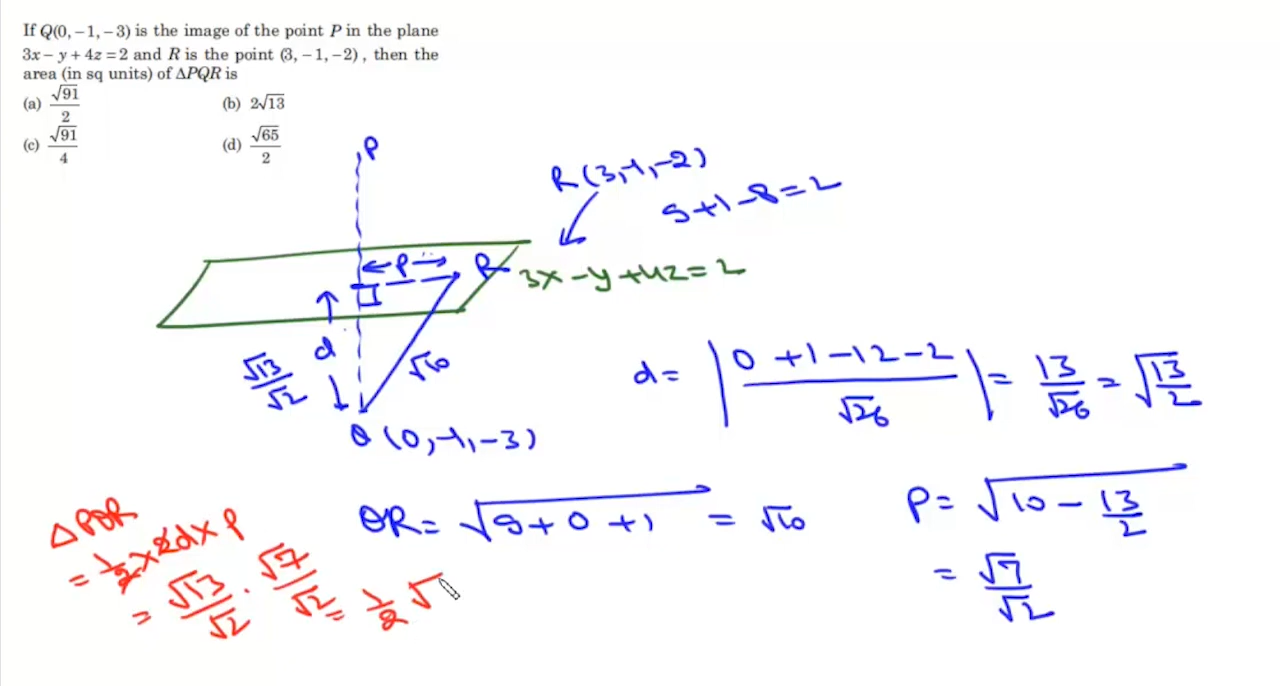 If Q(0, −1, −3) is the image of the point P in the plane
3x − y + 4z = 2 and R is the point (3, −1, −2), then the
area (in sq units) of ΔPQR is
(a) √91/2 (b) 2√13
(c) √91/4 (d) √65/2
P
R(3,-1,-2)
9+1-8=2
P R
3x-y+4z=2
d
√13/√2
√10
Q(0,-1,-3)
d = |0+1-12-2/√26| = 13/√26 = √13/2
QR = √9+0+1 = √10
P = √10 - 13/2
= √7/√2
ΔPQR
= 1/2 × 2d × P
= √13/√2 · √7/√2 = 1/2 √